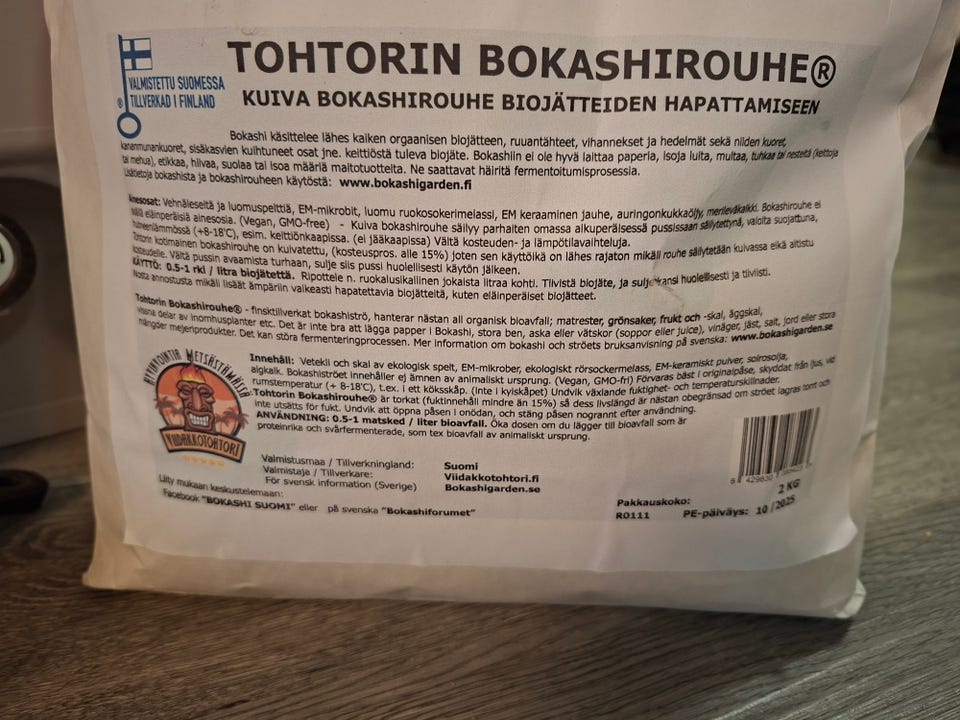 VALMISTETTU SUOMESSA
TILLVERKAD I FINLAND
TOHTORIN BOKASHIROUHE®
KUIVA BOKASHIROUHE BIOJÄTTEIDEN HAPATTAMISEEN
Bokashi käsittelee lähes kaiken orgaanisen biojätteen, ruuantähteet, vihannekset ja hedelmät sekä niiden kuoret,
kananmunankuoret, sisäkasvien kuihtuneet osat jne. keittiöstä tuleva biojäte. Bokashiin ei ole hyvä laittaa paperia, isoja luita, multaa, tuhkaa tai nesteitä (keittoja
tai mehua), etikkaa, hiivaa, suolaa tai isoa määriä maitotuotteita. Ne saattavat häiritä fermentoitumisprosessia.
Lisätietoja bokashista ja bokashirouheen käytöstä: www.bokashigarden.fi
Ainesosat: Vehnäleseitä ja luomuspelttiä, EM-mikrobit, luomu ruokosokerimelassi, EM keraaminen jauhe, auringonkukkaöljy, merileväkalkki. Bokashirouhe ei
sisällä eläinperäisiä ainesosia. (Vegan, GMO-free) - Kuiva bokashirouhe säilyy parhaiten omassa alkuperäisessä pussissaan säilytettynä, valolta suojattuna,
huoneenlämmössä (+8-18'C), esim. keittiönkaapissa. (ei jääkaapissa) Vältä kosteuden- ja lämpötilavaihteluja.
Tohtorin kotimainen bokashirouhe on kuivatettu, (kosteuspros. alle 15%) joten sen käyttöikä on lähes rajaton mikäli rouhe säilytetään kuivassa eikä altistu
kosteudelle. Vältä pussin avaamista turhaan, sulje siis pussi huolellisesti käytön jälkeen.
KÄYTTÖ: 0.5-1 rkl / litra biojätettä. Ripottele n. ruokalusikallinen jokaista litraa kohti. Tiivistä biojäte, ja sulje kansi huolellisesti ja tiiviisti.
Nosta annostusta mikäli lisäät ämpäriin vaikeasti hapatettavia biojätteitä, kuten eläinperäiset biojätteet.
Tohtorin Bokashirouhe® - finsktillverkat bokashiströ, hanterar nästan all organisk bioavfall; matrester, grönsaker, frukt och -skal, äggskal,
vissna delar av inomhusplanter etc. Det är inte bra att lägga papper i Bokashi, stora ben, aska eller vätskor (soppor eller juice), vinäger, jäst, salt, jord eller stora
mängder mejeriprodukter. Det kan störa fermenteringprocessen. Mer information om bokashi och ströets bruksanvisning på svenska: www.bokashigarden.se
HYVINVOINTIA METSÄSTÄMÄSSÄ
VIIDAKKOTOHTORI
Innehåll: Vetekli och skal av ekologisk spelt, EM-mikrober, ekologiskt rörsockermelass, EM-keramiskt pulver, solrosolja,
algkalk. Bokashiströet innehåller ej ämnen av animaliskt ursprung. (Vegan, GMO-fri) Förvaras bäst i originalpåse, skyddat från ljus, vid
rumstemperatur (+ 8-18'C), t.ex. i ett köksskåp. (Inte i kylskåpet) Undvik växlande fuktighet- och temperaturskillnader.
Tohtorin Bokashirouhe® är torkat (fuktinnehåll mindre än 15%) så dess livslängd är nästan obegränsad om ströet lagras torrt och
inte utsätts för fukt. Undvik att öppna påsen i onödan, och stäng påsen nogrannt efter användning.
ANVÄNDNING: 0.5-1 matsked / liter bioavfall. Öka dosen om du lägger till bioavfall som är
proteinrika och svårfermenterade, som tex bioavfall av animaliskt ursprung.
Valmistusmaa / Tillverkningland: Suomi
Valmistaja / Tillverkare: Viidakkotohtori.fi
För svensk information (Sverige) Bokashigarden.se
Liity mukaan keskustelemaan:
Facebook "BOKASHI SUOMI" eller på svenska "Bokashiforumet"
Pakkauskoko: 2 KG
R0111 PE-päiväys: 10 / 2025